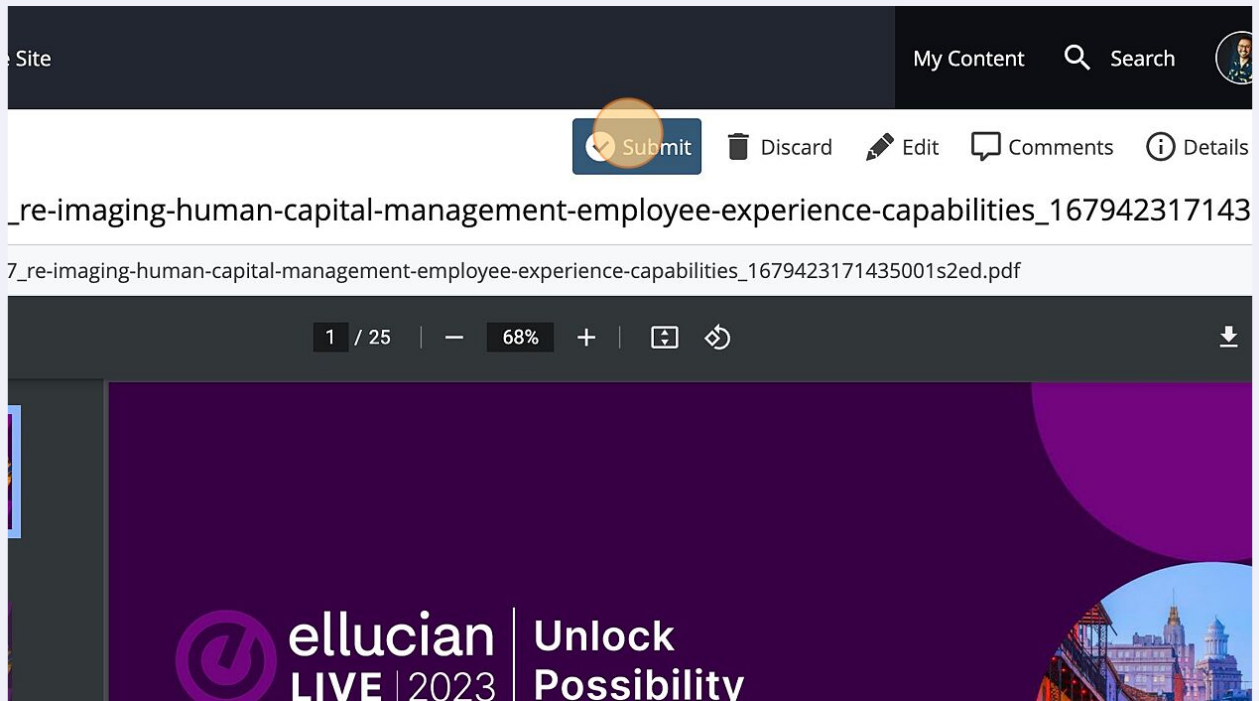 Site
My Content Search
Submit Discard Edit Comments Details
_re-imaging-human-capital-management-employee-experience-capabilities_167942317143
7_re-imaging-human-capital-management-employee-experience-capabilities_1679423171435001s2ed.pdf
1 / 25 | − 68% + |
ellucian
LIVE | 2023
Unlock
Possibility